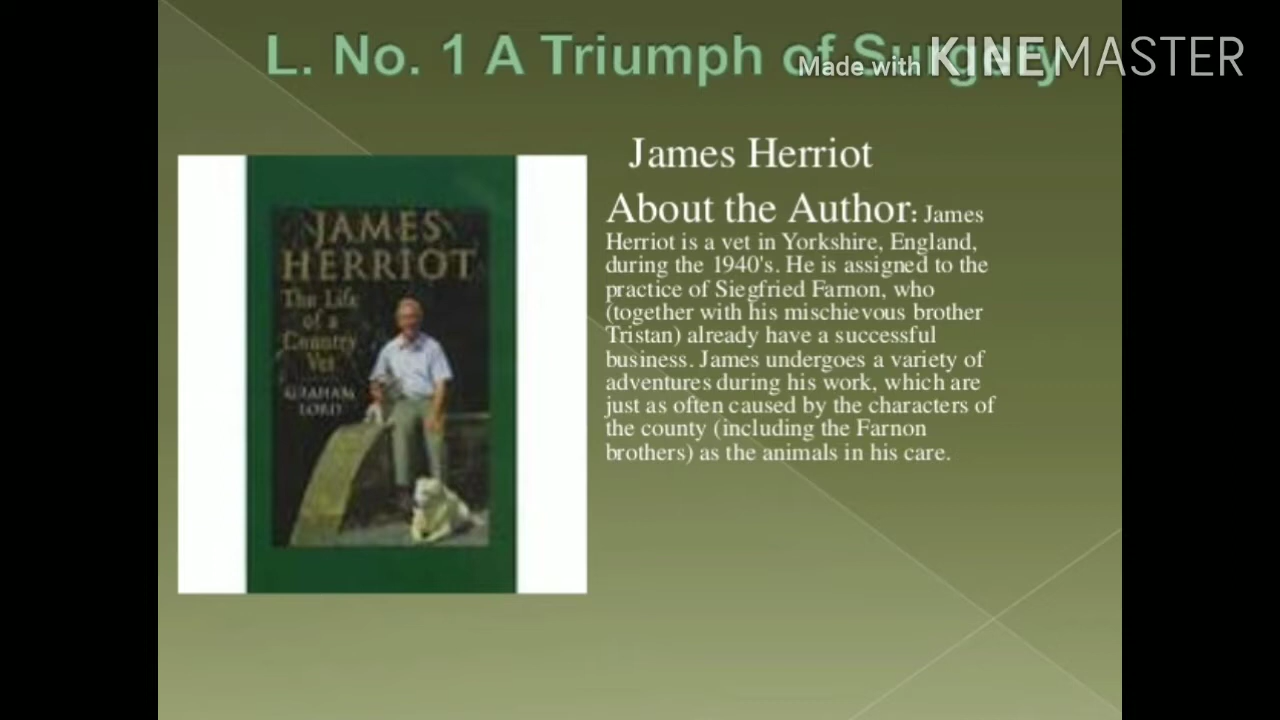 L. No. 1 A Triumph of Surgery
Made with KINEMASTER
James Herriot
About the Author: James
Herriot is a vet in Yorkshire, England,
during the 1940's. He is assigned to the
practice of Siegfried Farnon, who
(together with his mischievous brother
Tristan) already have a successful
business. James undergoes a variety of
adventures during his work, which are
just as often caused by the characters of
the county (including the Farnon
brothers) as the animals in his care.
JAMES
HERRIOT
The Life
of a
Country
Vet
GRAHAM
LORD